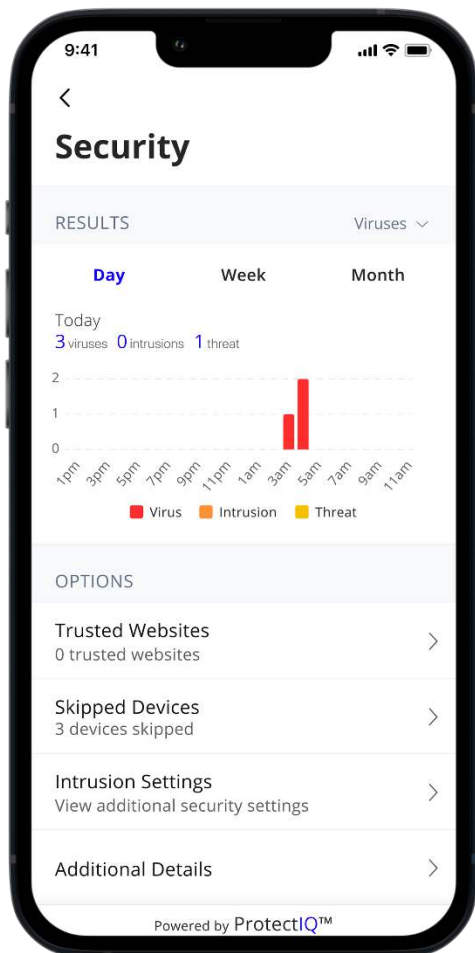 9:41
Security
RESULTS
Viruses
Day Week Month
Today
3 viruses 0 intrusions 1 threat
2
1
0
1pm 3pm 5pm 7pm 9pm 11pm 1am 3am 5am 7am 9am 11am
Virus Intrusion Threat
OPTIONS
Trusted Websites
0 trusted websites
Skipped Devices
3 devices skipped
Intrusion Settings
View additional security settings
Additional Details
Powered by ProtectIQ™